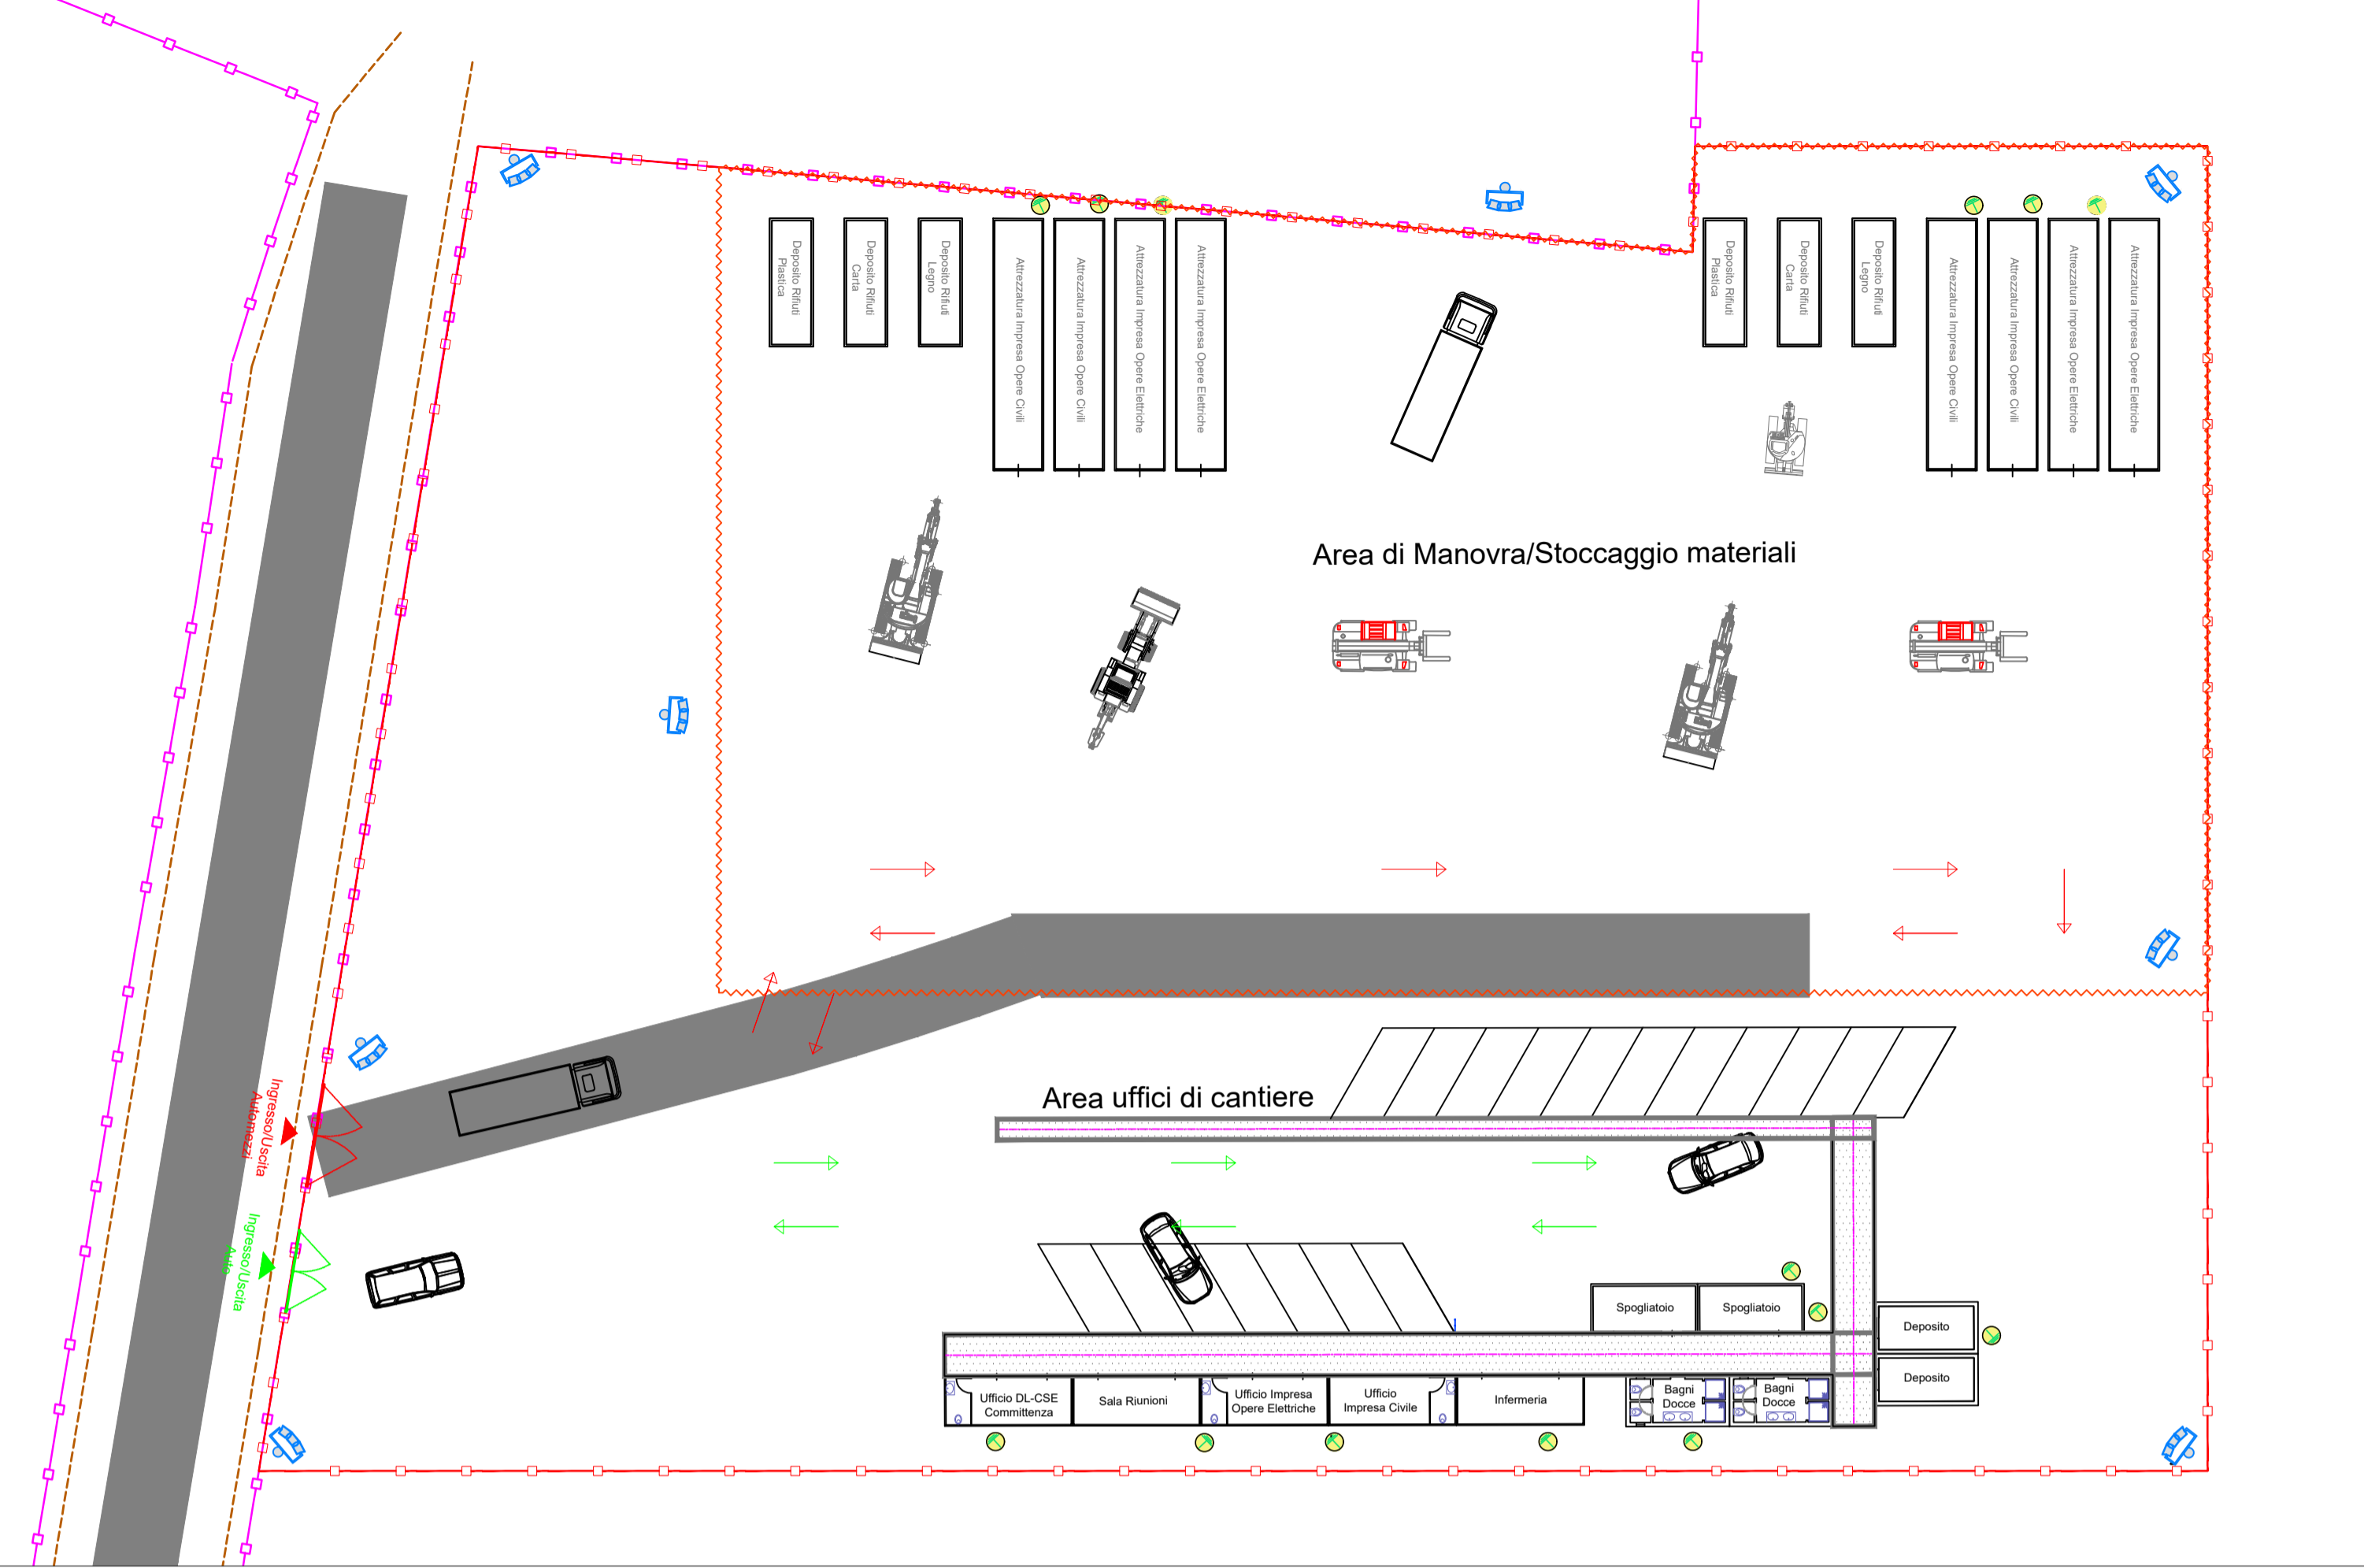 Deposito Rifiuti
Plastica
Deposito Rifiuti
Carta
Deposito Rifiuti
Legno
Attrezzatura Impresa Opere Civili
Attrezzatura Impresa Opere Civili
Attrezzatura Impresa Opere Elettriche
Attrezzatura Impresa Opere Elettriche
Deposito Rifiuti
Plastica
Deposito Rifiuti
Carta
Deposito Rifiuti
Legno
Attrezzatura Impresa Opere Civili
Attrezzatura Impresa Opere Civili
Attrezzatura Impresa Opere Elettriche
Attrezzatura Impresa Opere Elettriche
Area di Manovra/Stoccaggio materiali
Ingresso/Uscita
Automezzi
Area uffici di cantiere
Ingresso/Uscita
Auto
Spogliatoio
Spogliatoio
Deposito
Deposito
Ufficio DL-CSE
Committenza
Sala Riunioni
Ufficio Impresa
Opere Elettriche
Ufficio
Impresa Civile
Infermeria
Bagni
Docce
Bagni
Docce